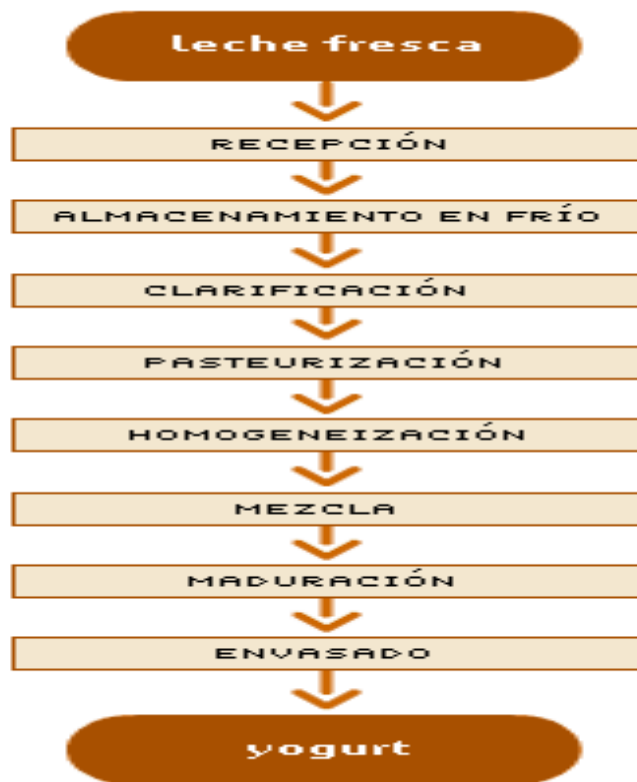 leche fresca
RECEPCIÓN
ALMACENAMIENTO EN FRÍO
CLARIFICACIÓN
PASTEURIZACIÓN
HOMOGENEIZACIÓN
MEZCLA
MADURACIÓN
ENVASADO
yogurt